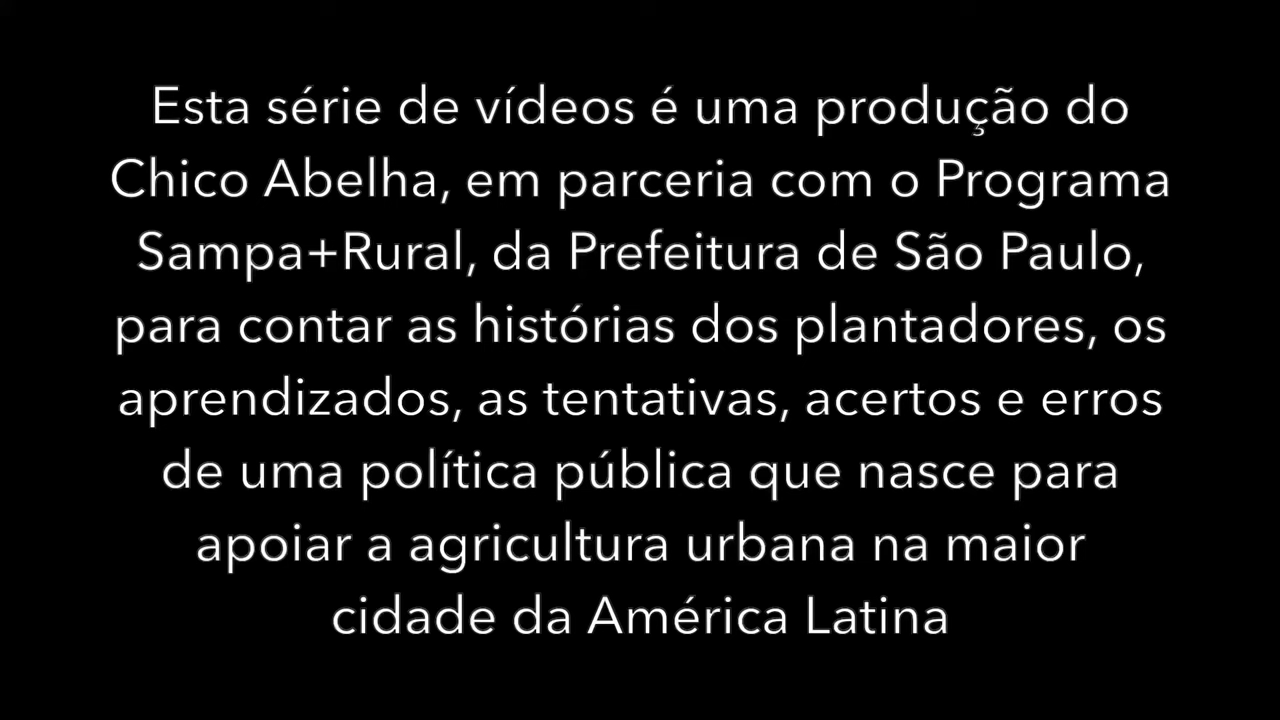 Esta série de vídeos é uma produção do
Chico Abelha, em parceria com o Programa
Sampa+Rural, da Prefeitura de São Paulo,
para contar as histórias dos plantadores, os
aprendizados, as tentativas, acertos e erros
de uma política pública que nasce para
apoiar a agricultura urbana na maior
cidade da América Latina